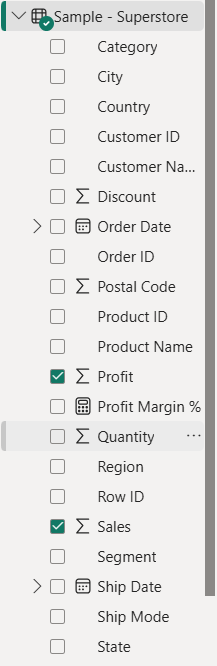 Sample - Superstore
Category
City
Country
Customer ID
Customer Na...
Discount
Order Date
Order ID
Postal Code
Product ID
Product Name
Profit
Profit Margin %
Quantity
Region
Row ID
Sales
Segment
Ship Date
Ship Mode
State